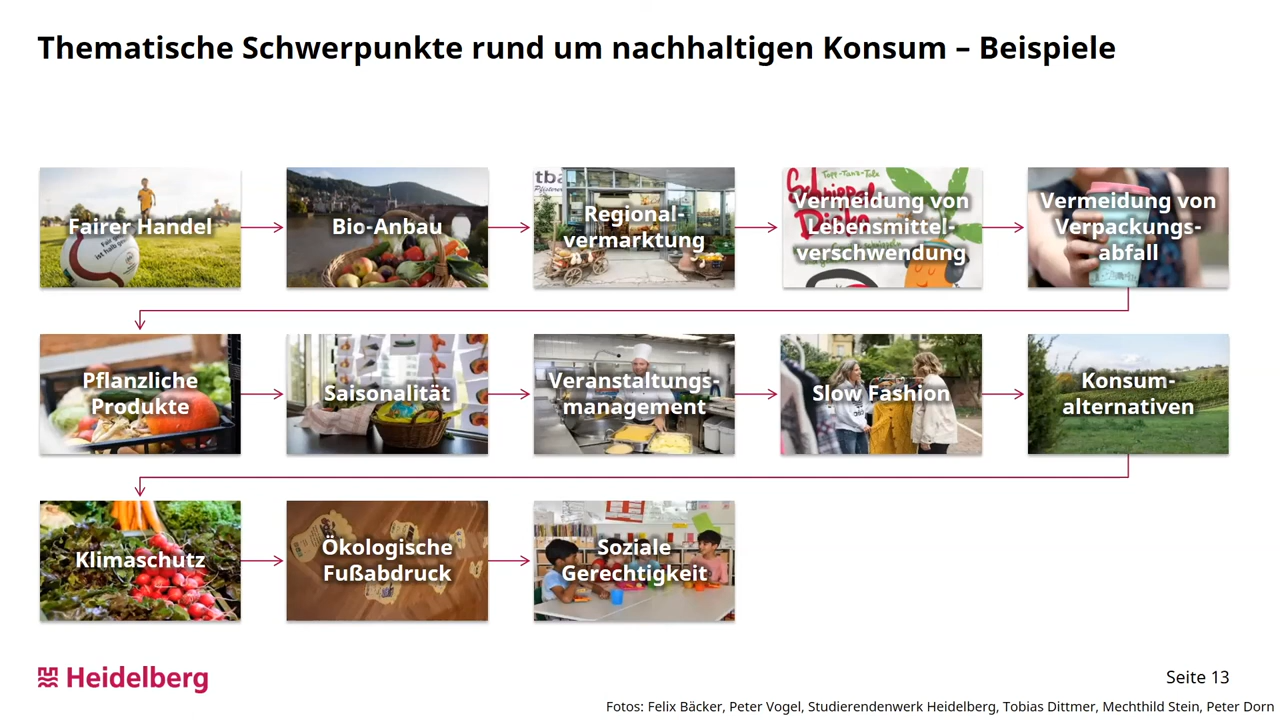 Thematische Schwerpunkte rund um nachhaltigen Konsum – Beispiele
Fairer Handel
Bio-Anbau
Regional-
vermarktung
Vermeidung von
Lebensmittel-
verschwendung
Vermeidung von
Verpackungs-
abfall
Pflanzliche
Produkte
Saisonalität
Veranstaltungs-
management
Slow Fashion
Konsum-
alternativen
Klimaschutz
Ökologische
Fußabdruck
Soziale
Gerechtigkeit
Heidelberg
Seite 13
Fotos: Felix Bäcker, Peter Vogel, Studierendenwerk Heidelberg, Tobias Dittmer, Mechthild Stein, Peter Dorn